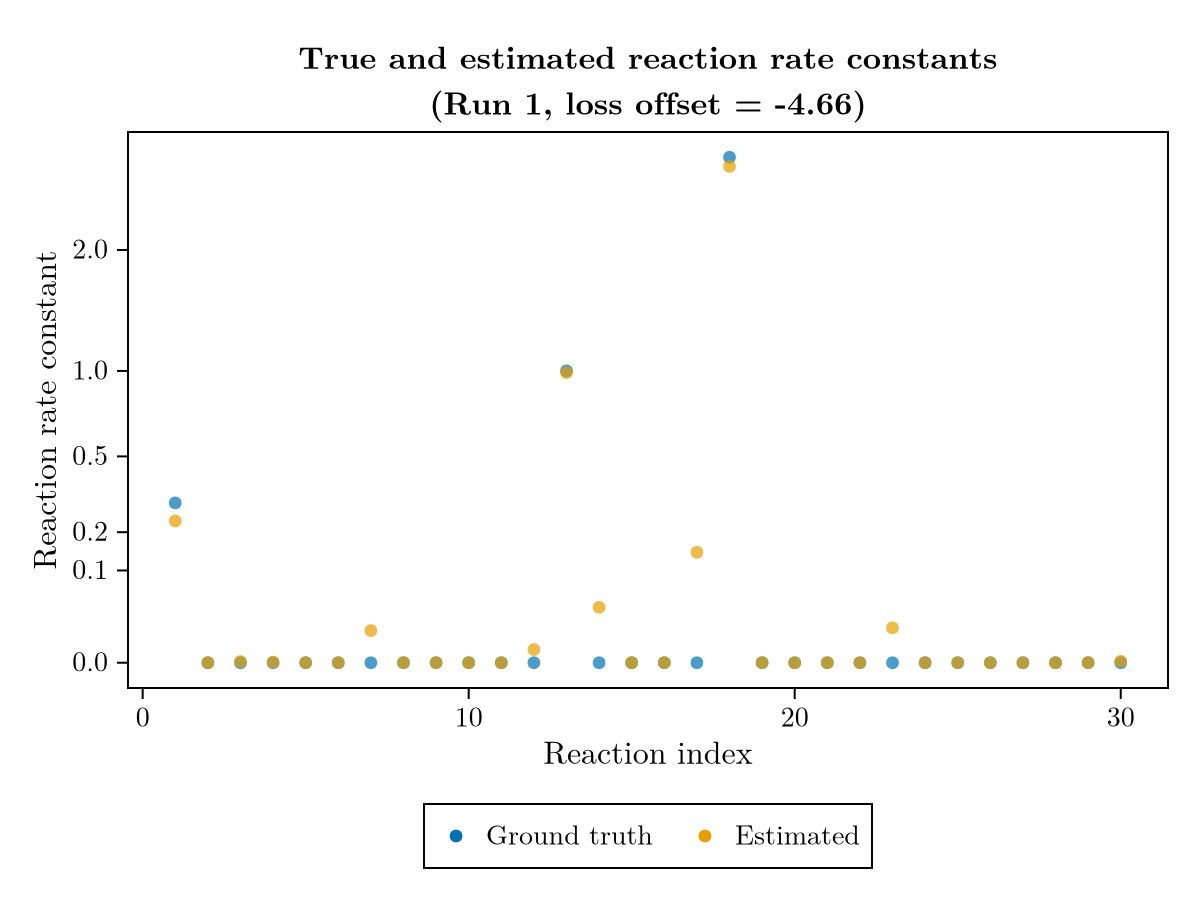 True and estimated reaction rate constants
(Run 1, loss offset = -4.66)
Reaction rate constant
2.0
1.0
0.5
0.2
0.1
0.0
0 10 20 30
Reaction index
Ground truth Estimated